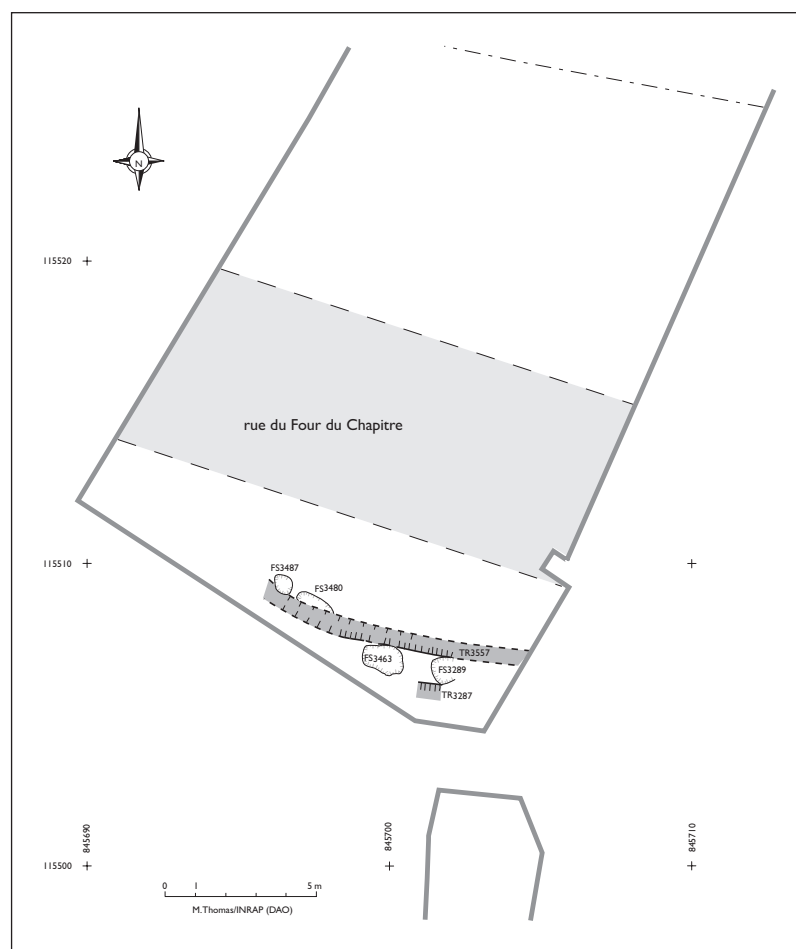 N
115520
rue du Four du Chapitre
115510
FS3487
FS3480
TR3557
FS3463
FS3289
TR3287
845690
845700
845710
115500
0 1 5 m
M.Thomas/INRAP (DAO)